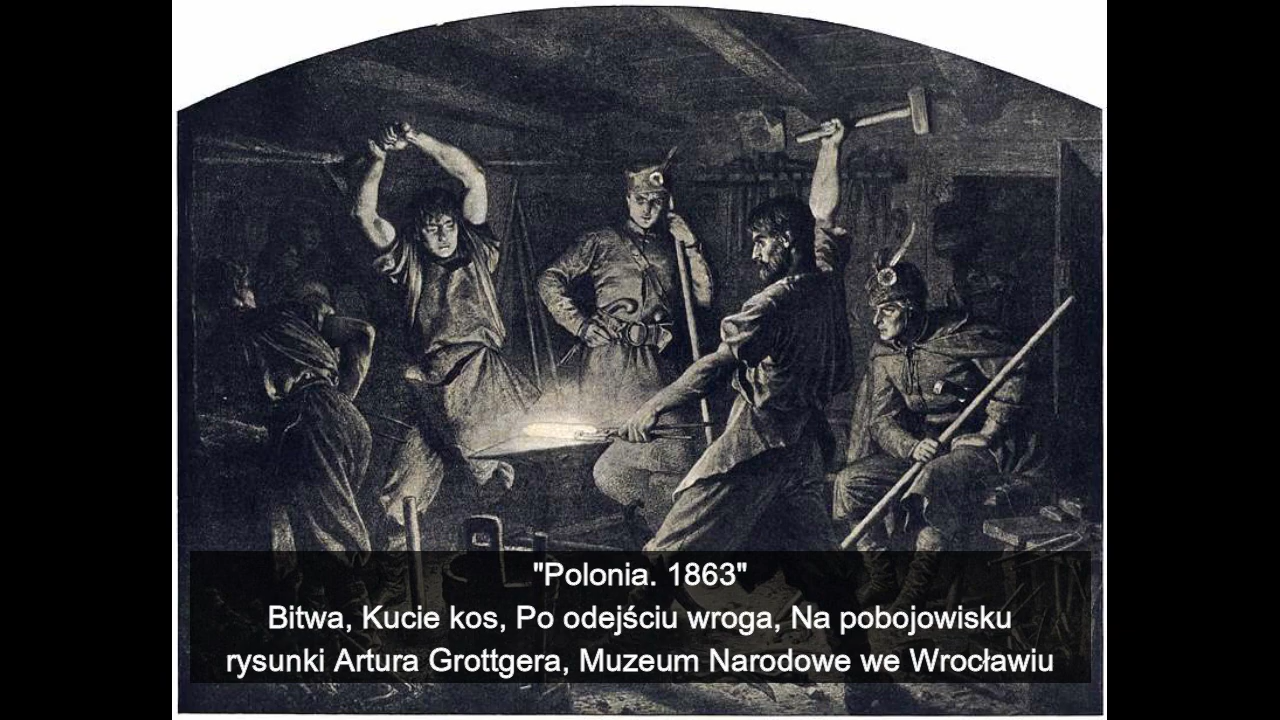 "Polonia. 1863"
Bitwa, Kucie kos, Po odejściu wroga, Na pobojowisku
rysunki Artura Grottgera, Muzeum Narodowe we Wrocławiu